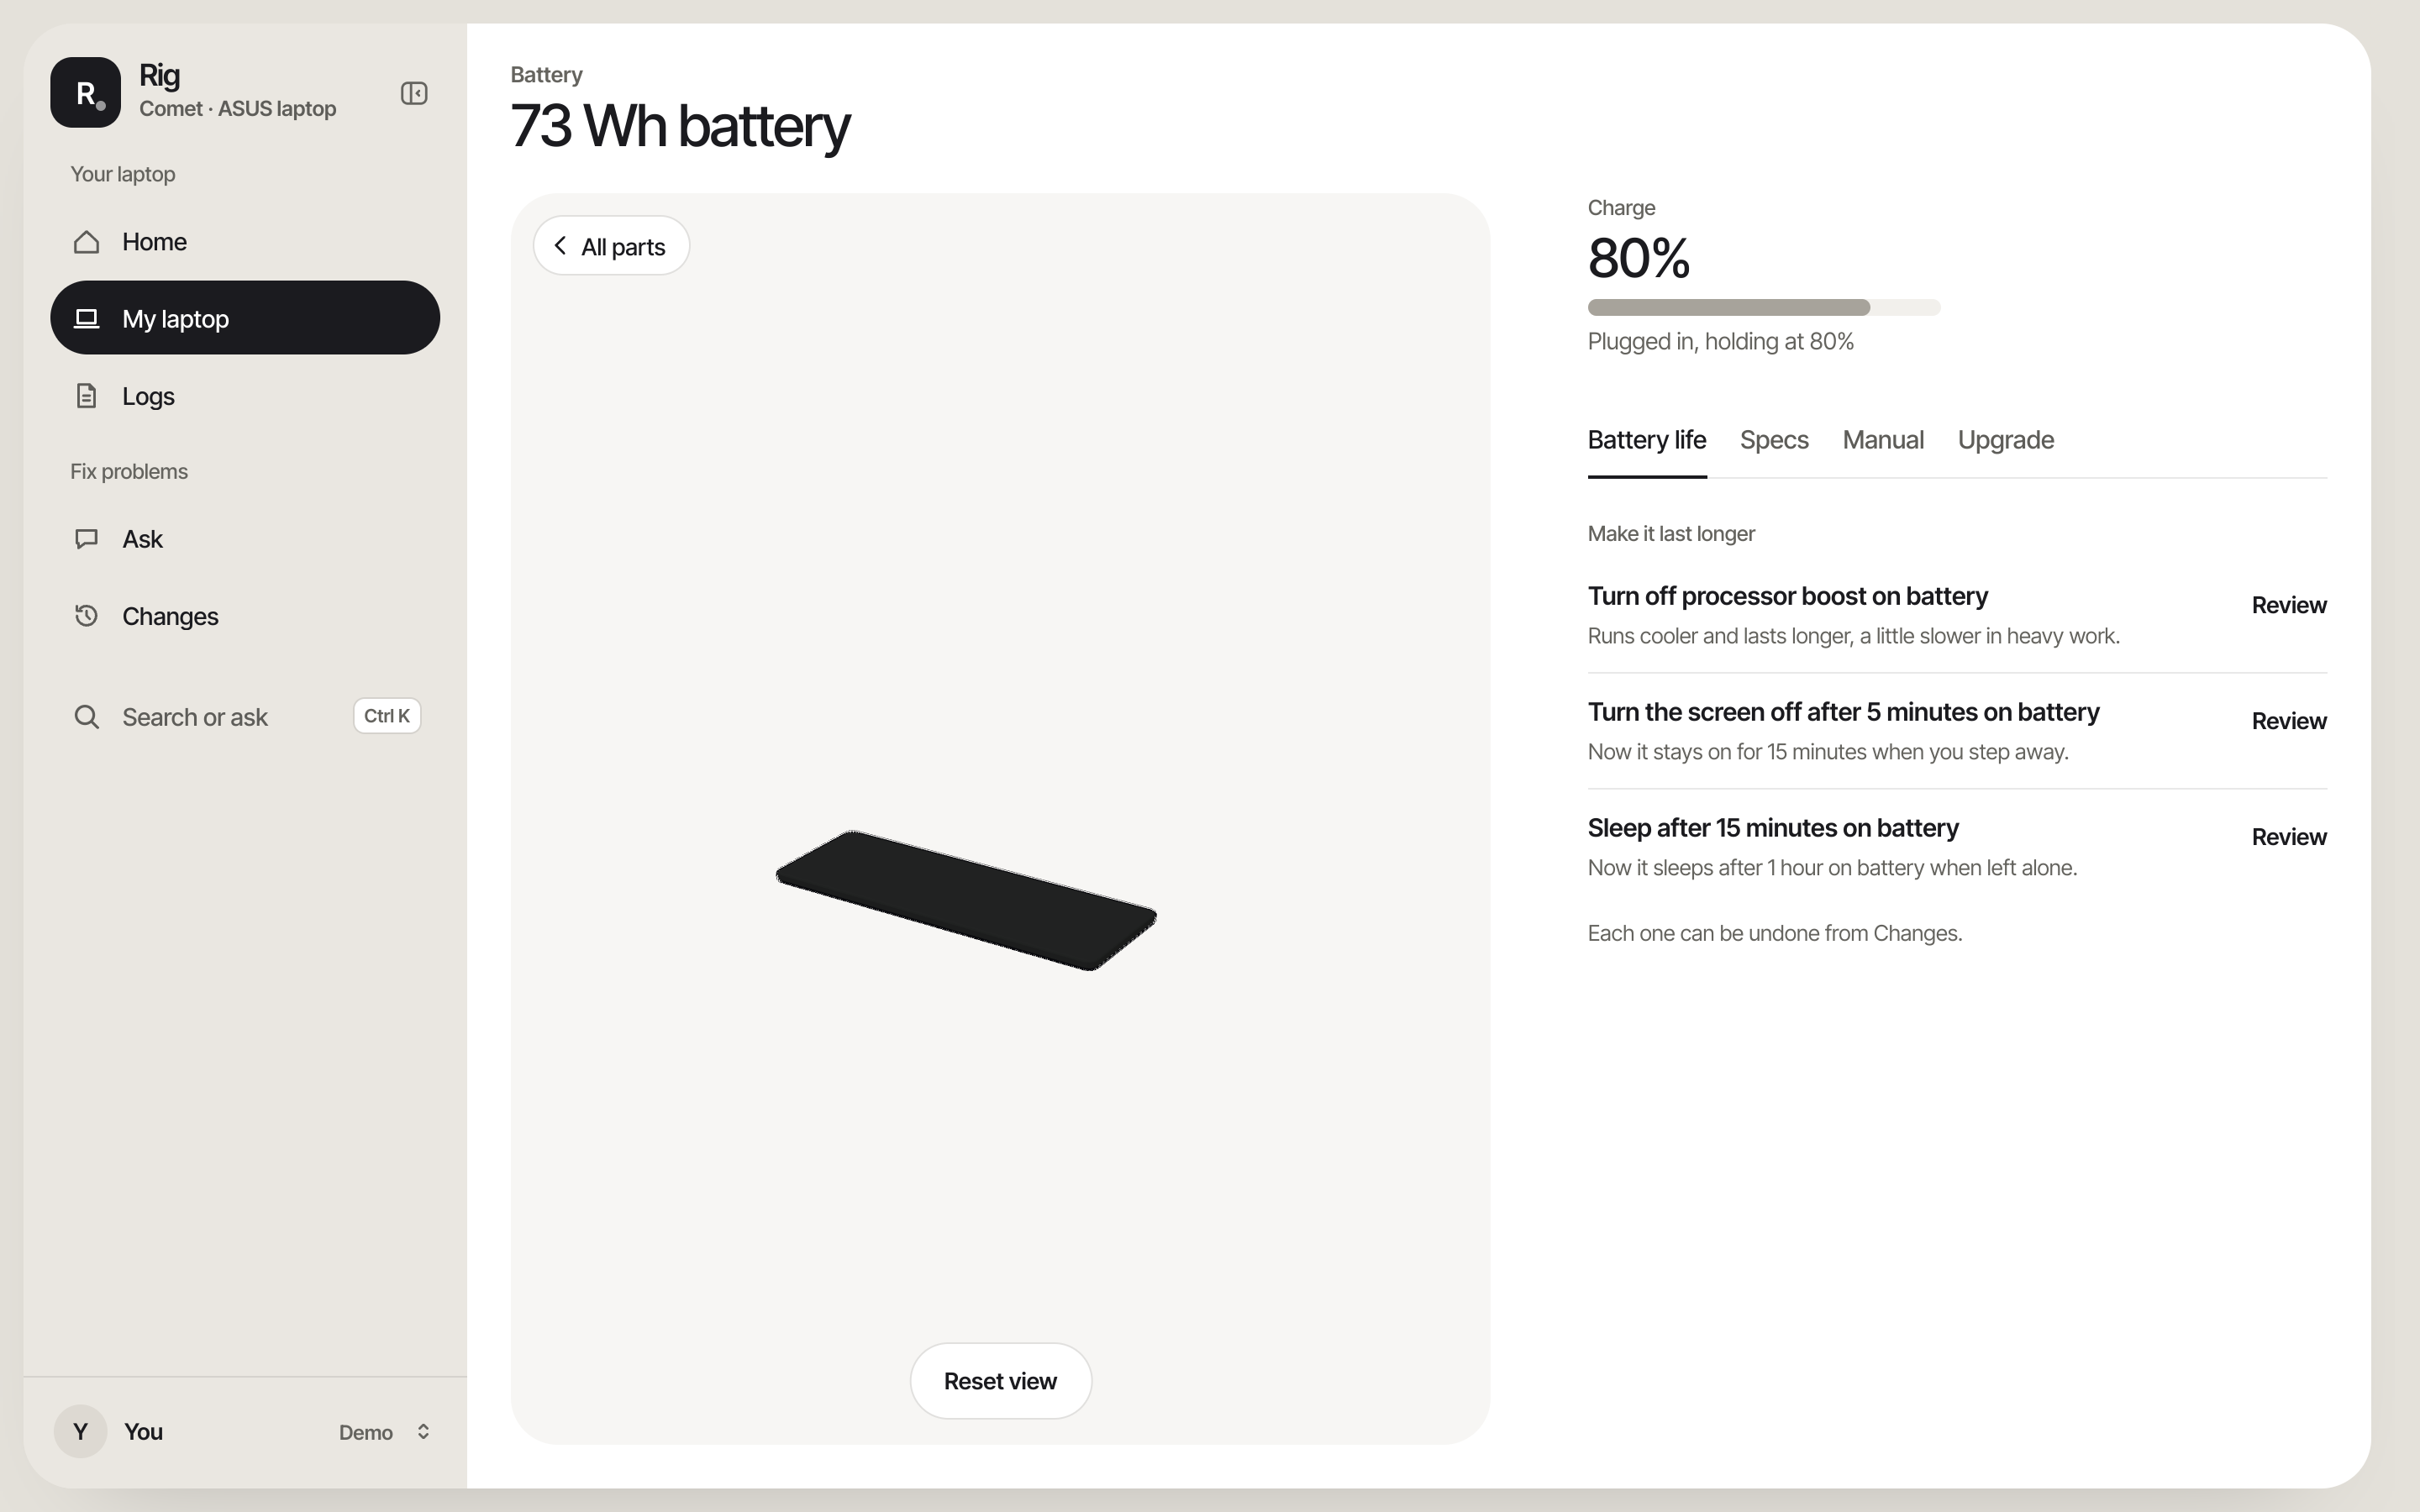 R.
Rig
Comet · ASUS laptop
Your laptop
Home
My laptop
Logs
Fix problems
Ask
Changes
Search or ask
Ctrl K
Y
You
Demo
Battery
73 Wh battery
All parts
Reset view
Charge
80%
Plugged in, holding at 80%
Battery life
Specs
Manual
Upgrade
Make it last longer
Turn off processor boost on battery
Runs cooler and lasts longer, a little slower in heavy work.
Review
Turn the screen off after 5 minutes on battery
Now it stays on for 15 minutes when you step away.
Review
Sleep after 15 minutes on battery
Now it sleeps after 1 hour on battery when left alone.
Review
Each one can be undone from Changes.